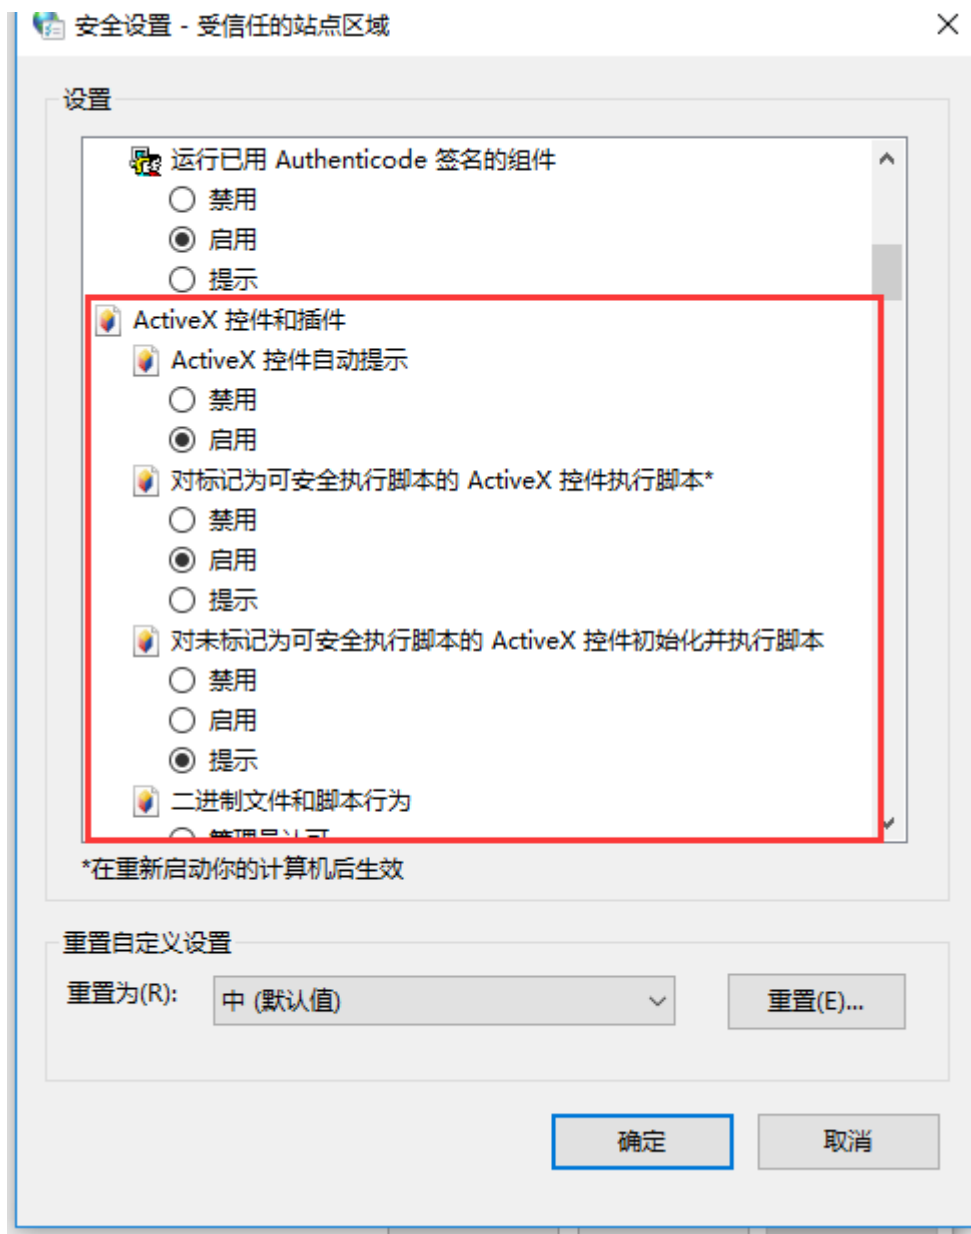 安全设置 - 受信任的站点区域
设置
运行已用 Authenticode 签名的组件
禁用
启用
提示
ActiveX 控件和插件
ActiveX 控件自动提示
禁用
启用
对标记为可安全执行脚本的 ActiveX 控件执行脚本*
禁用
启用
提示
对未标记为可安全执行脚本的 ActiveX 控件初始化并执行脚本
禁用
启用
提示
二进制文件和脚本行为
管理员认可
*在重新启动你的计算机后生效
重置自定义设置
重置为(R):
中 (默认值)
重置(E)...
确定
取消